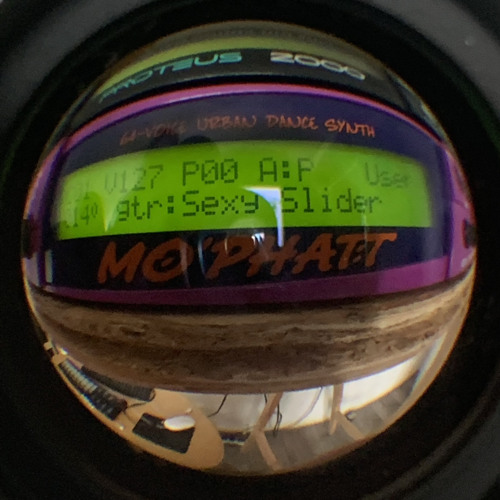 PROTEUS 2000
64-VOICE URBAN DANCE SYNTH
V127 P00 A:P User
gtr:Sexy Slider
MO'PHATT